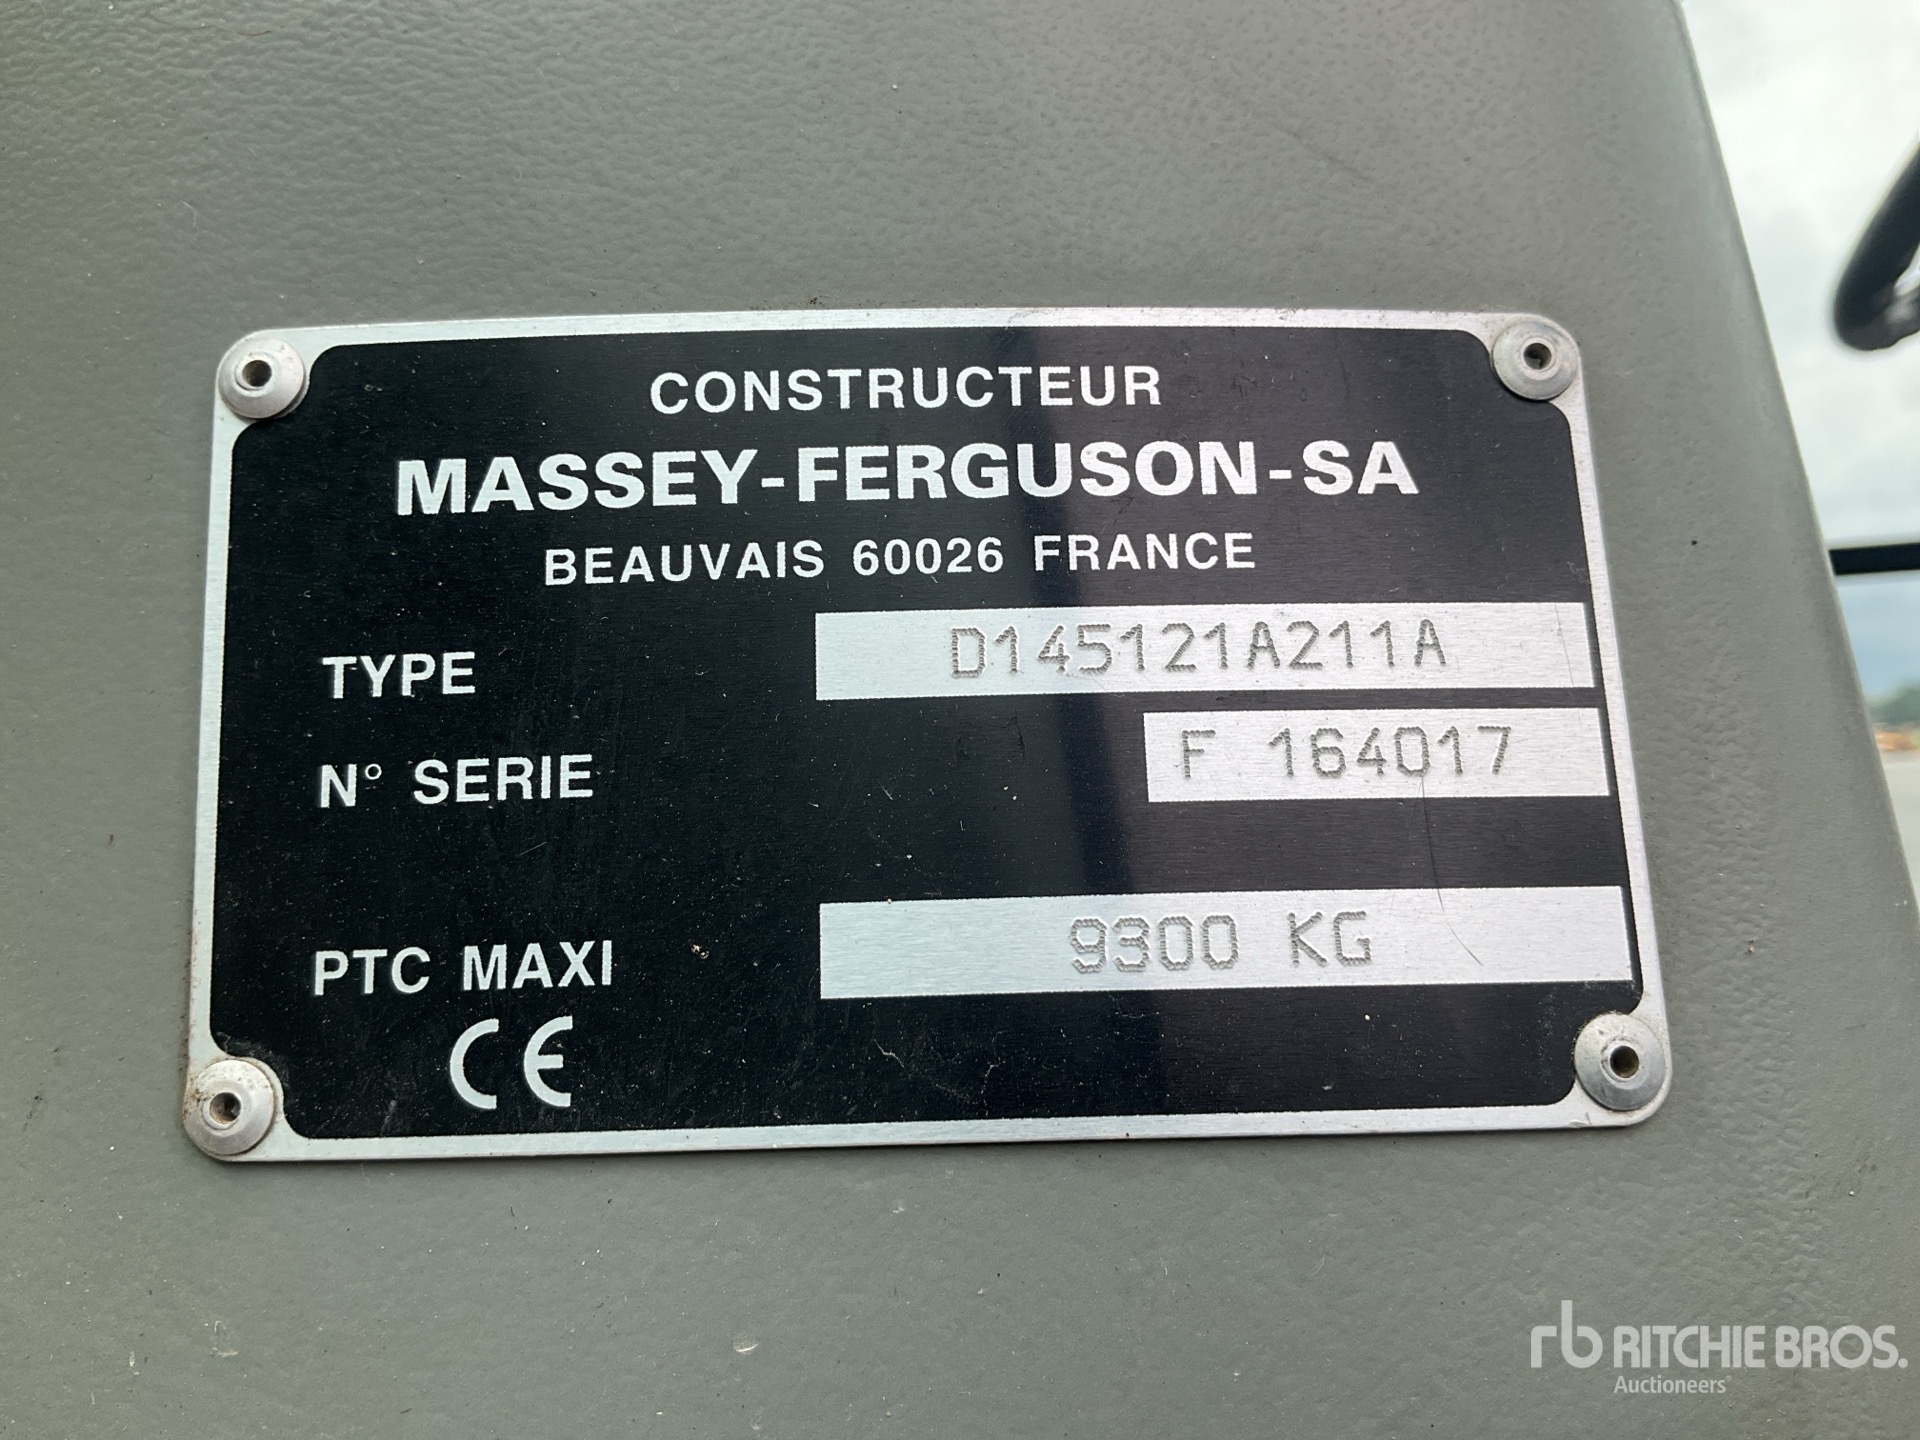 CONSTRUCTEUR
MASSEY-FERGUSON-SA
BEAUVAIS 60026 FRANCE
TYPE D145121A211A
N° SERIE F 164017
PTC MAXI 9300 KG
CE
rb RITCHIE BROS.
Auctioneers